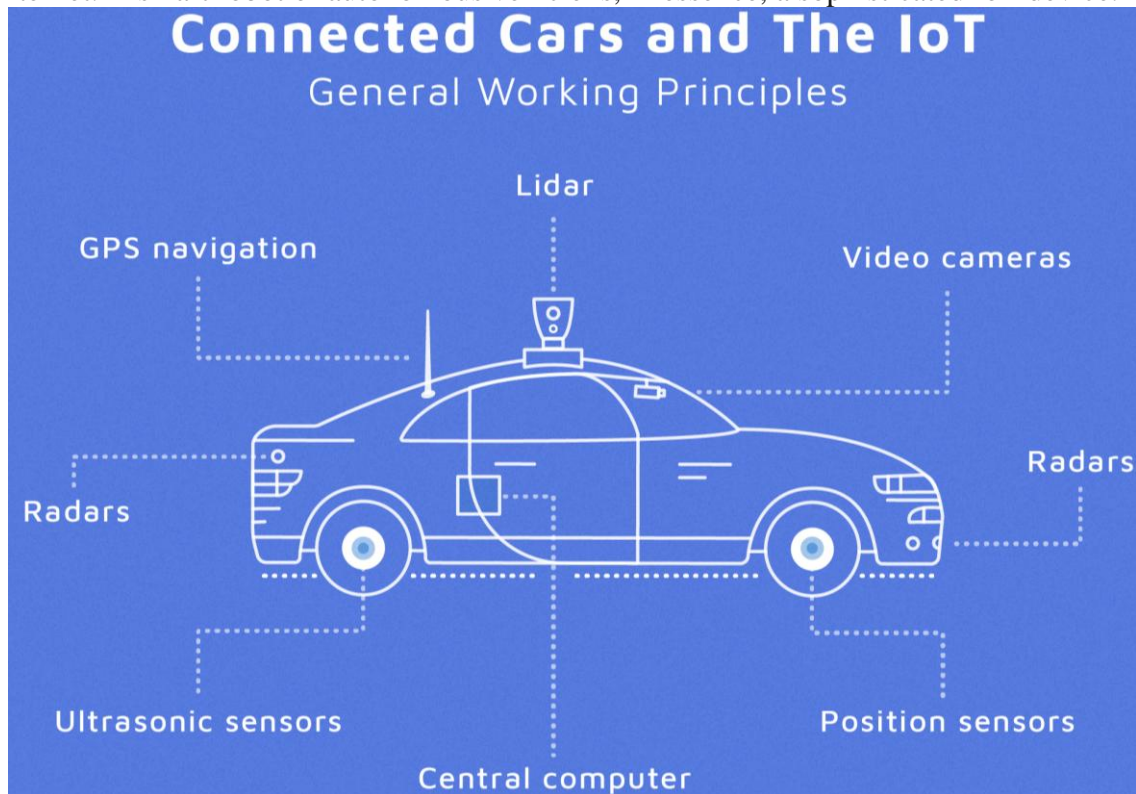 Connected Cars and The IoT
General Working Principles
Lidar
GPS navigation
Video cameras
Radars
Radars
Ultrasonic sensors
Position sensors
Central computer